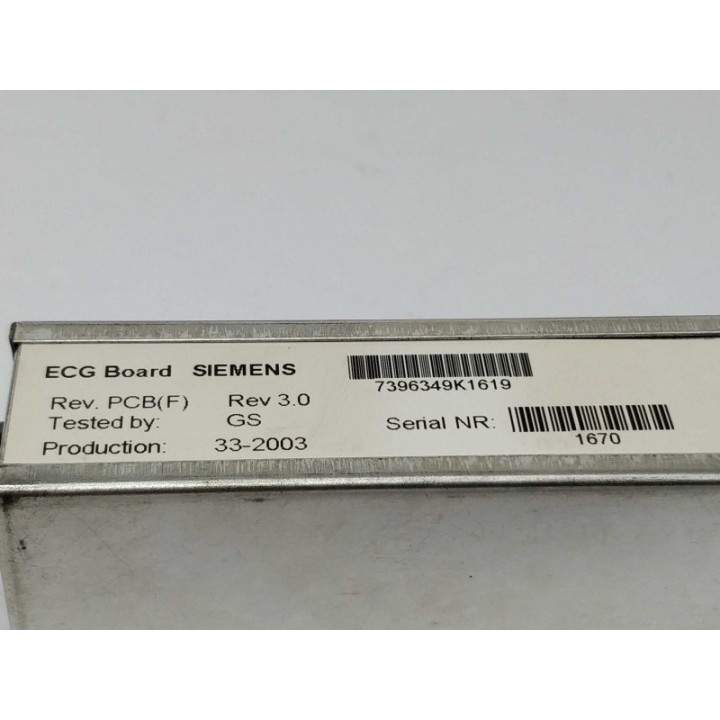 ECG Board SIEMENS
7396349K1619
Rev. PCB(F) Rev 3.0
Tested by: GS
Serial NR:
1670
Production: 33-2003